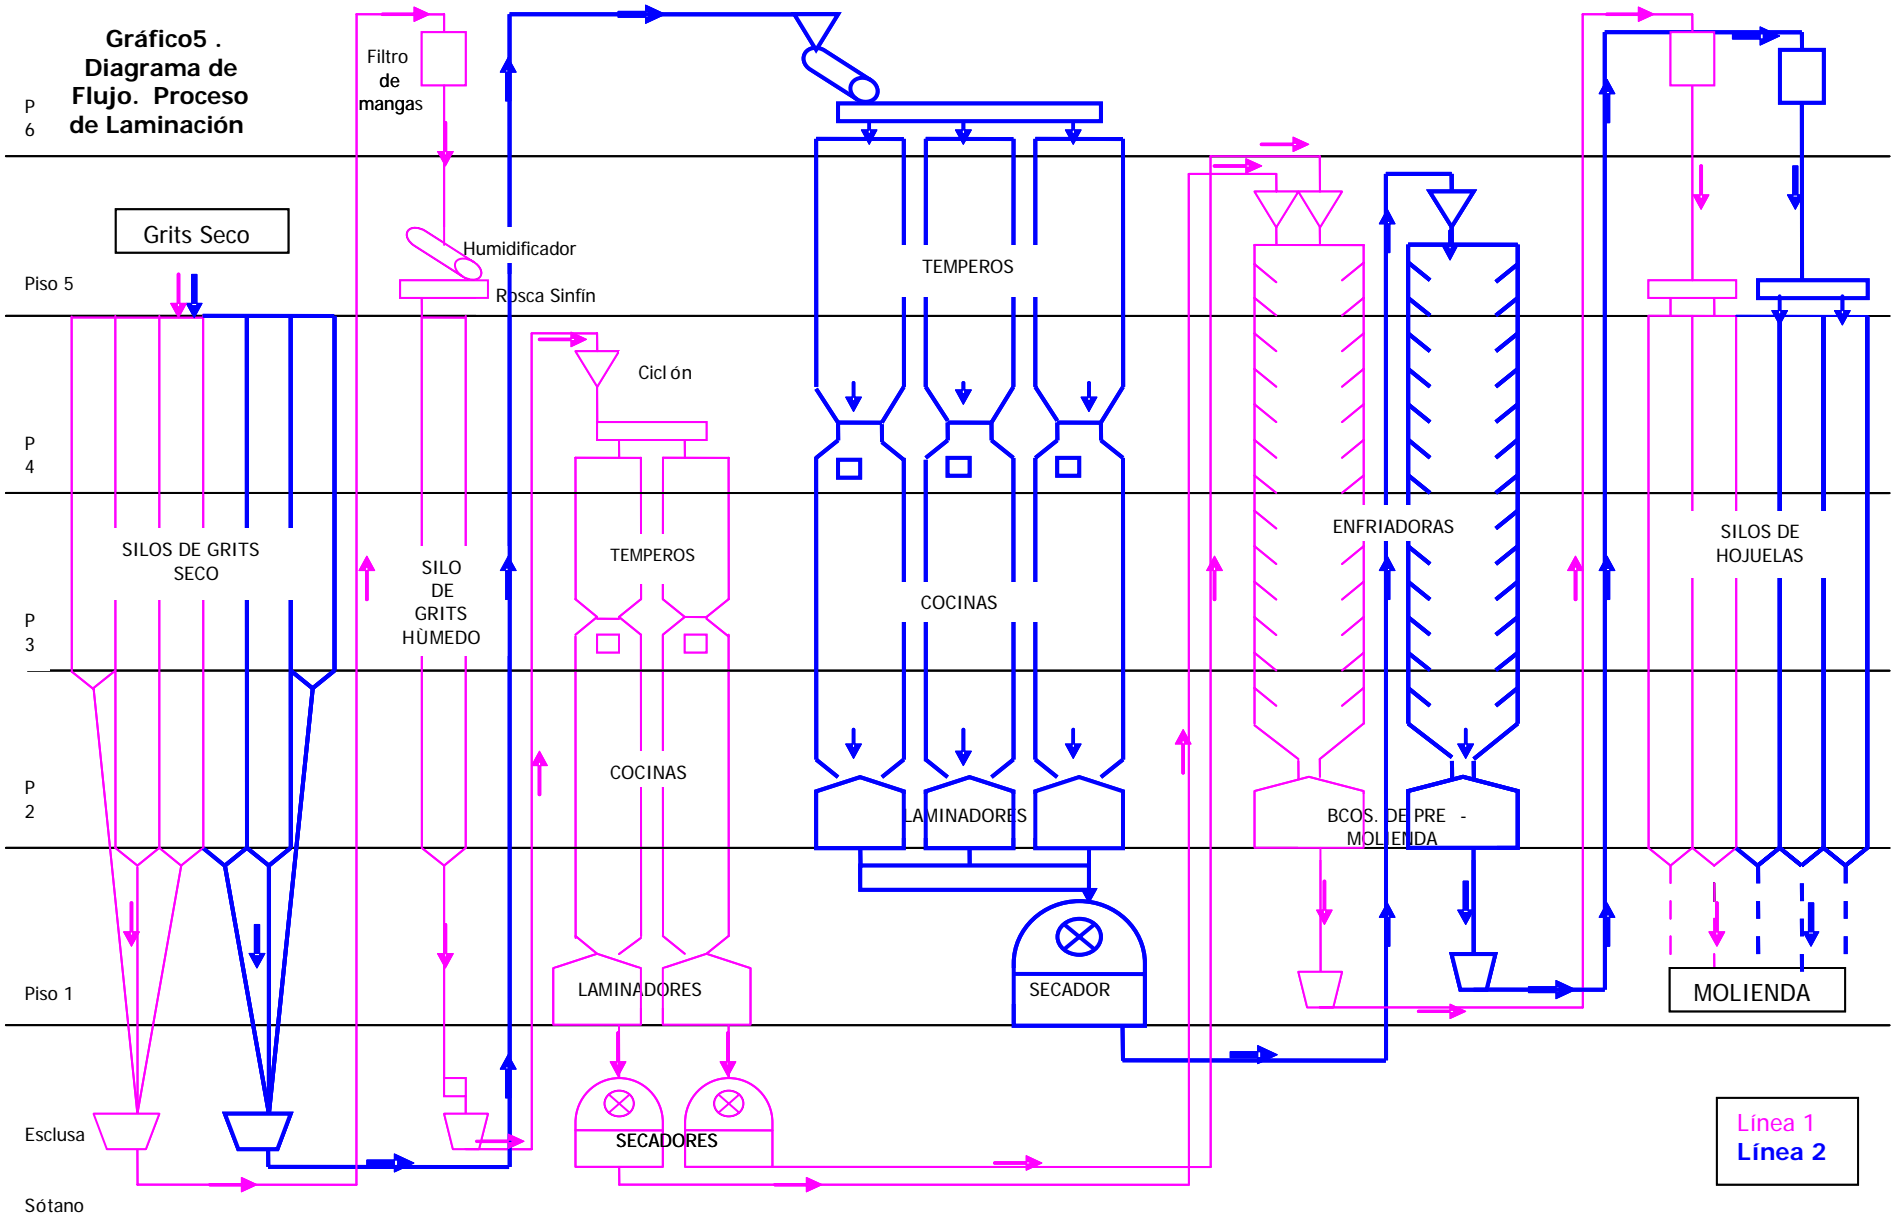 Gráfico5 .
Diagrama de
Flujo. Proceso
de Laminación
P
6
Filtro
de
mangas
Grits Seco
Humidificador
Piso 5
Rosca Sinfín
TEMPEROS
Ciclón
P
4
SILOS DE GRITS
SECO
SILO
DE
GRITS
HÙMEDO
TEMPEROS
COCINAS
ENFRIADORAS
SILOS DE
HOJUELAS
P
3
COCINAS
P
2
LAMINADORES
BCOS. DE PRE -
MOLIENDA
Piso 1
LAMINADORES
SECADOR
MOLIENDA
Esclusa
SECADORES
Línea 1
Línea 2
Sótano